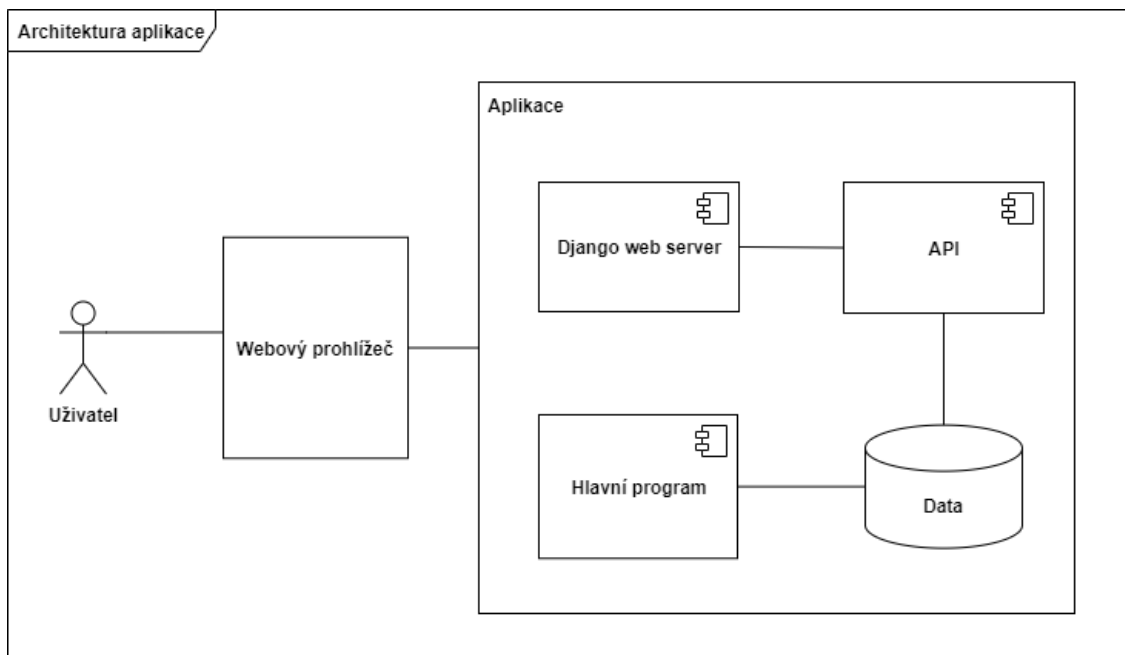 Architektura aplikace
Aplikace
Django web server
API
Webový prohlížeč
Uživatel
Hlavní program
Data